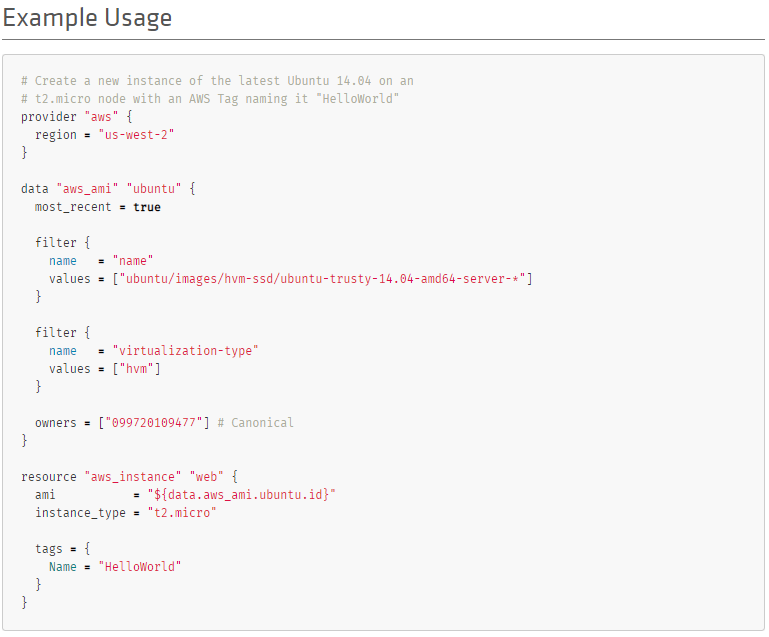 Example Usage
# Create a new instance of the latest Ubuntu 14.04 on an
# t2.micro node with an AWS Tag naming it "HelloWorld"
provider "aws" {
  region = "us-west-2"
}

data "aws_ami" "ubuntu" {
  most_recent = true

  filter {
    name   = "name"
    values = ["ubuntu/images/hvm-ssd/ubuntu-trusty-14.04-amd64-server-*"]
  }

  filter {
    name   = "virtualization-type"
    values = ["hvm"]
  }

  owners = ["099720109477"] # Canonical
}

resource "aws_instance" "web" {
  ami           = "${data.aws_ami.ubuntu.id}"
  instance_type = "t2.micro"

  tags = {
    Name = "HelloWorld"
  }
}